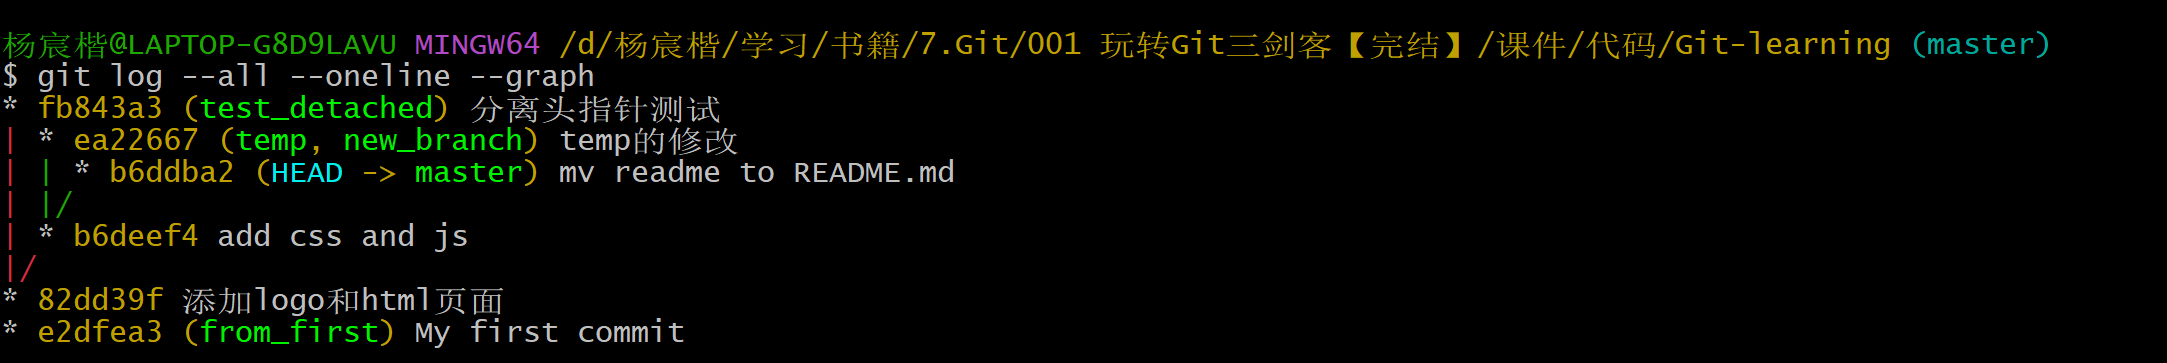 杨宸楷@LAPTOP-G8D9LAVU MINGW64 /d/杨宸楷/学习/书籍/7.Git/001 玩转Git三剑客【完结】/课件/代码/Git-learning (master)
$ git log --all --oneline --graph
* fb843a3 (test_detached) 分离头指针测试
| * ea22667 (temp, new_branch) temp的修改
| | * b6ddba2 (HEAD -> master) mv readme to README.md
| |/
| * b6deef4 add css and js
|/
* 82dd39f 添加logo和html页面
* e2dfea3 (from_first) My first commit